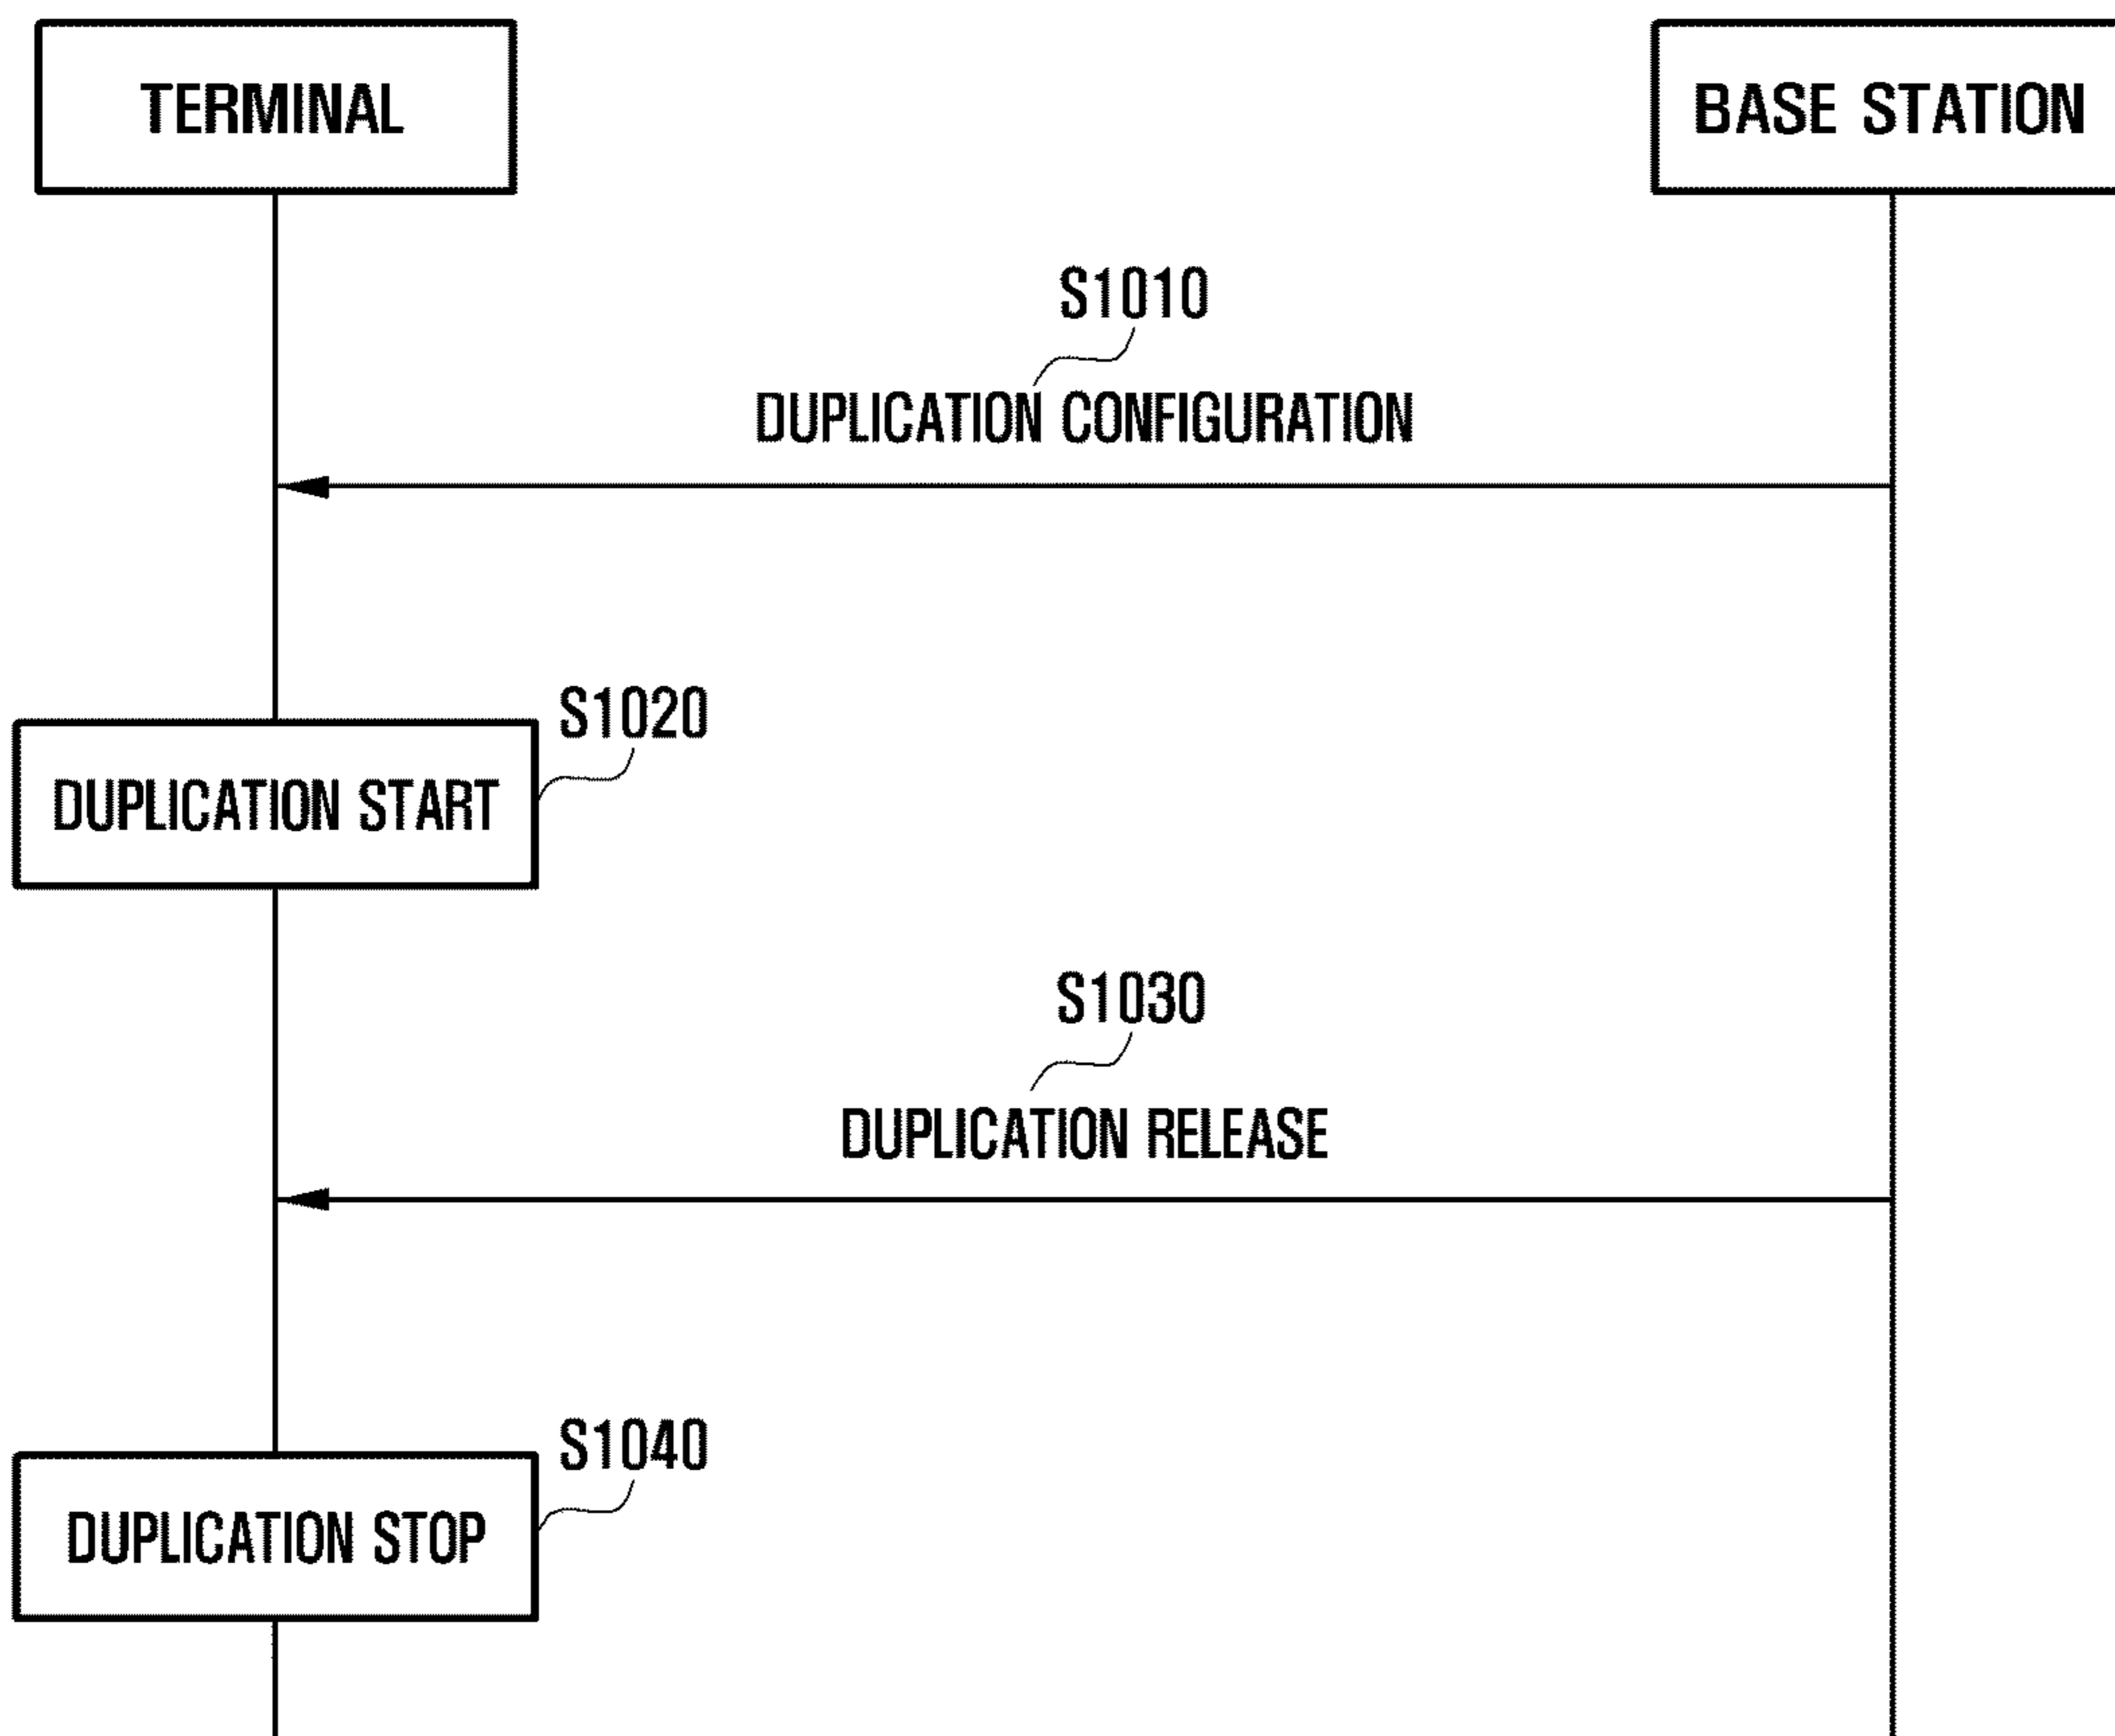 TERMINAL
BASE STATION
S1010
DUPLICATION CONFIGURATION
S1020
DUPLICATION START
S1030
DUPLICATION RELEASE
S1040
DUPLICATION STOP